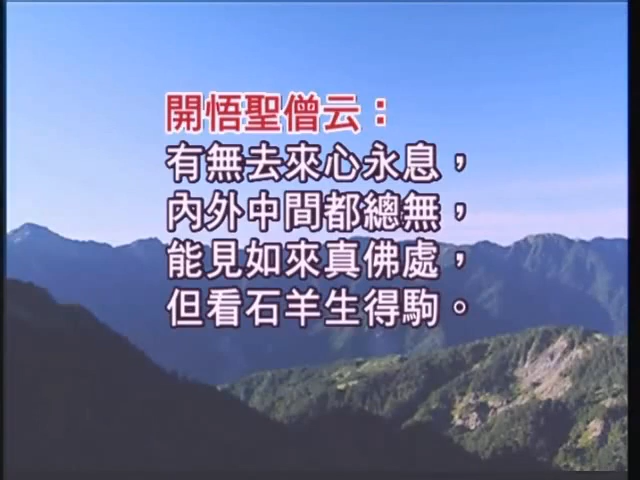 開悟聖僧云：
有無去來心永息，
內外中間都總無，
能見如來真佛處，
但看石羊生得駒。